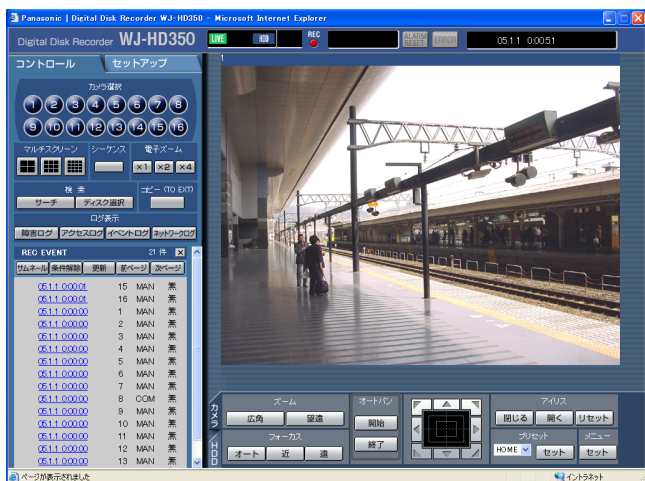 Panasonic | Digital Disk Recorder WJ-HD350 - Microsoft Internet Explorer
Digital Disk Recorder WJ-HD350
LIVE
HDD
REC
ALARM RESET
ERROR
05.1.1 0:00:51
コントロール
セットアップ
1
カメラ選択
1 2 3 4 5 6 7 8
9 10 11 12 13 14 15 16
マルチスクリーン シーケンス 電子ズーム
×1 ×2 ×4
検 索 コピー (TO EXT)
サーチ ディスク選択
ログ表示
障害ログ アクセスログ イベントログ ネットワークログ
REC EVENT 21 件
サムネール 条件解除 更新 前ページ 次ページ
05.1.1 0:00:01 15 MAN 無
05.1.1 0:00:01 16 MAN 無
05.1.1 0:00:00 1 MAN 無
05.1.1 0:00:00 2 MAN 無
05.1.1 0:00:00 3 MAN 無
05.1.1 0:00:00 4 MAN 無
05.1.1 0:00:00 5 MAN 無
05.1.1 0:00:00 6 MAN 無
05.1.1 0:00:00 7 MAN 無
05.1.1 0:00:00 8 COM 無
05.1.1 0:00:00 9 MAN 無
05.1.1 0:00:00 10 MAN 無
05.1.1 0:00:00 11 MAN 無
05.1.1 0:00:00 12 MAN 無
05.1.1 0:00:00 13 MAN 無
カメラ
HDD
ズーム
広角 望遠
フォーカス
オート 近 遠
オートパン
開始
終了
アイリス
閉じる 開く リセット
プリセット メニュー
HOME セット セット
ページが表示されました
イントラネット